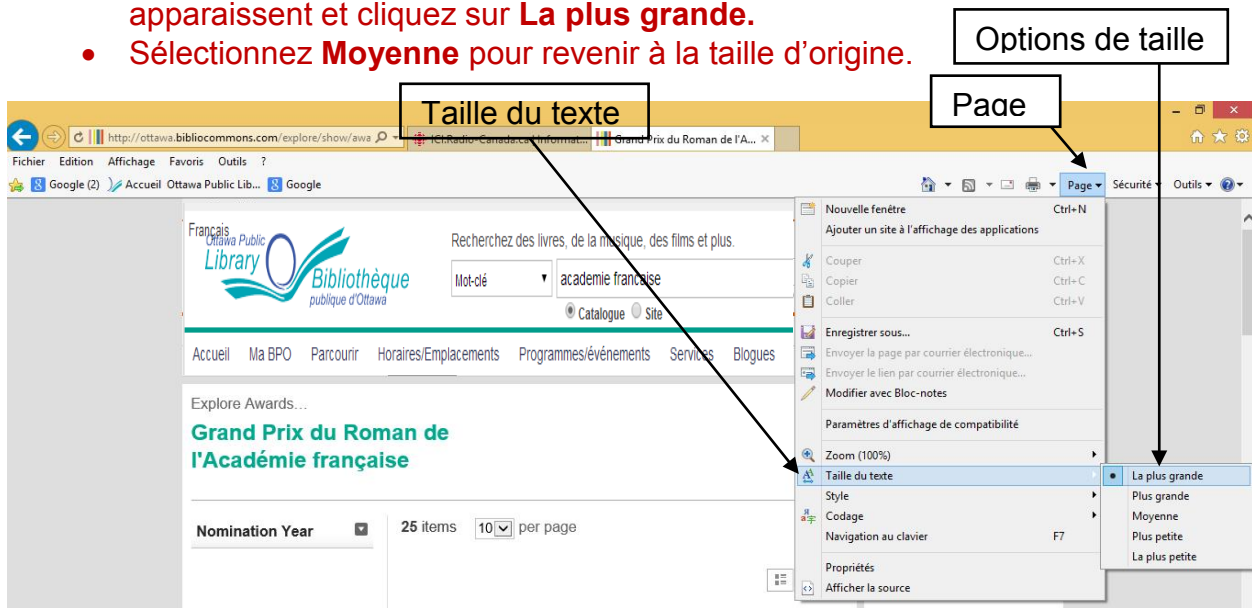 apparaissent et cliquez sur La plus grande.
• Sélectionnez Moyenne pour revenir à la taille d'origine.
Options de taille
Taille du texte
Page
http://ottawa.bibliocommons.com/explore/show/awa
ICI.Radio-Canada.ca | Informat...
Grand Prix du Roman de l'A...
Fichier Edition Affichage Favoris Outils ?
Google (2) Accueil Ottawa Public Lib... Google
Page Sécurité Outils
Français
Ottawa Public
Library
Bibliothèque
publique d'Ottawa
Recherchez des livres, de la musique, des films et plus.
Mot-clé academie francaise
Catalogue Site
Accueil Ma BPO Parcourir Horaires/Emplacements Programmes/événements Services Blogues
Explore Awards...
Grand Prix du Roman de
l'Académie française
Nomination Year
25 items 10 per page
Nouvelle fenêtre Ctrl+N
Ajouter un site à l'affichage des applications
Couper Ctrl+X
Copier Ctrl+C
Coller Ctrl+V
Enregistrer sous... Ctrl+S
Envoyer la page par courrier électronique...
Envoyer le lien par courrier électronique...
Modifier avec Bloc-notes
Paramètres d'affichage de compatibilité
Zoom (100%)
Taille du texte
Style
Codage
Navigation au clavier F7
Propriétés
Afficher la source
La plus grande
Plus grande
Moyenne
Plus petite
La plus petite